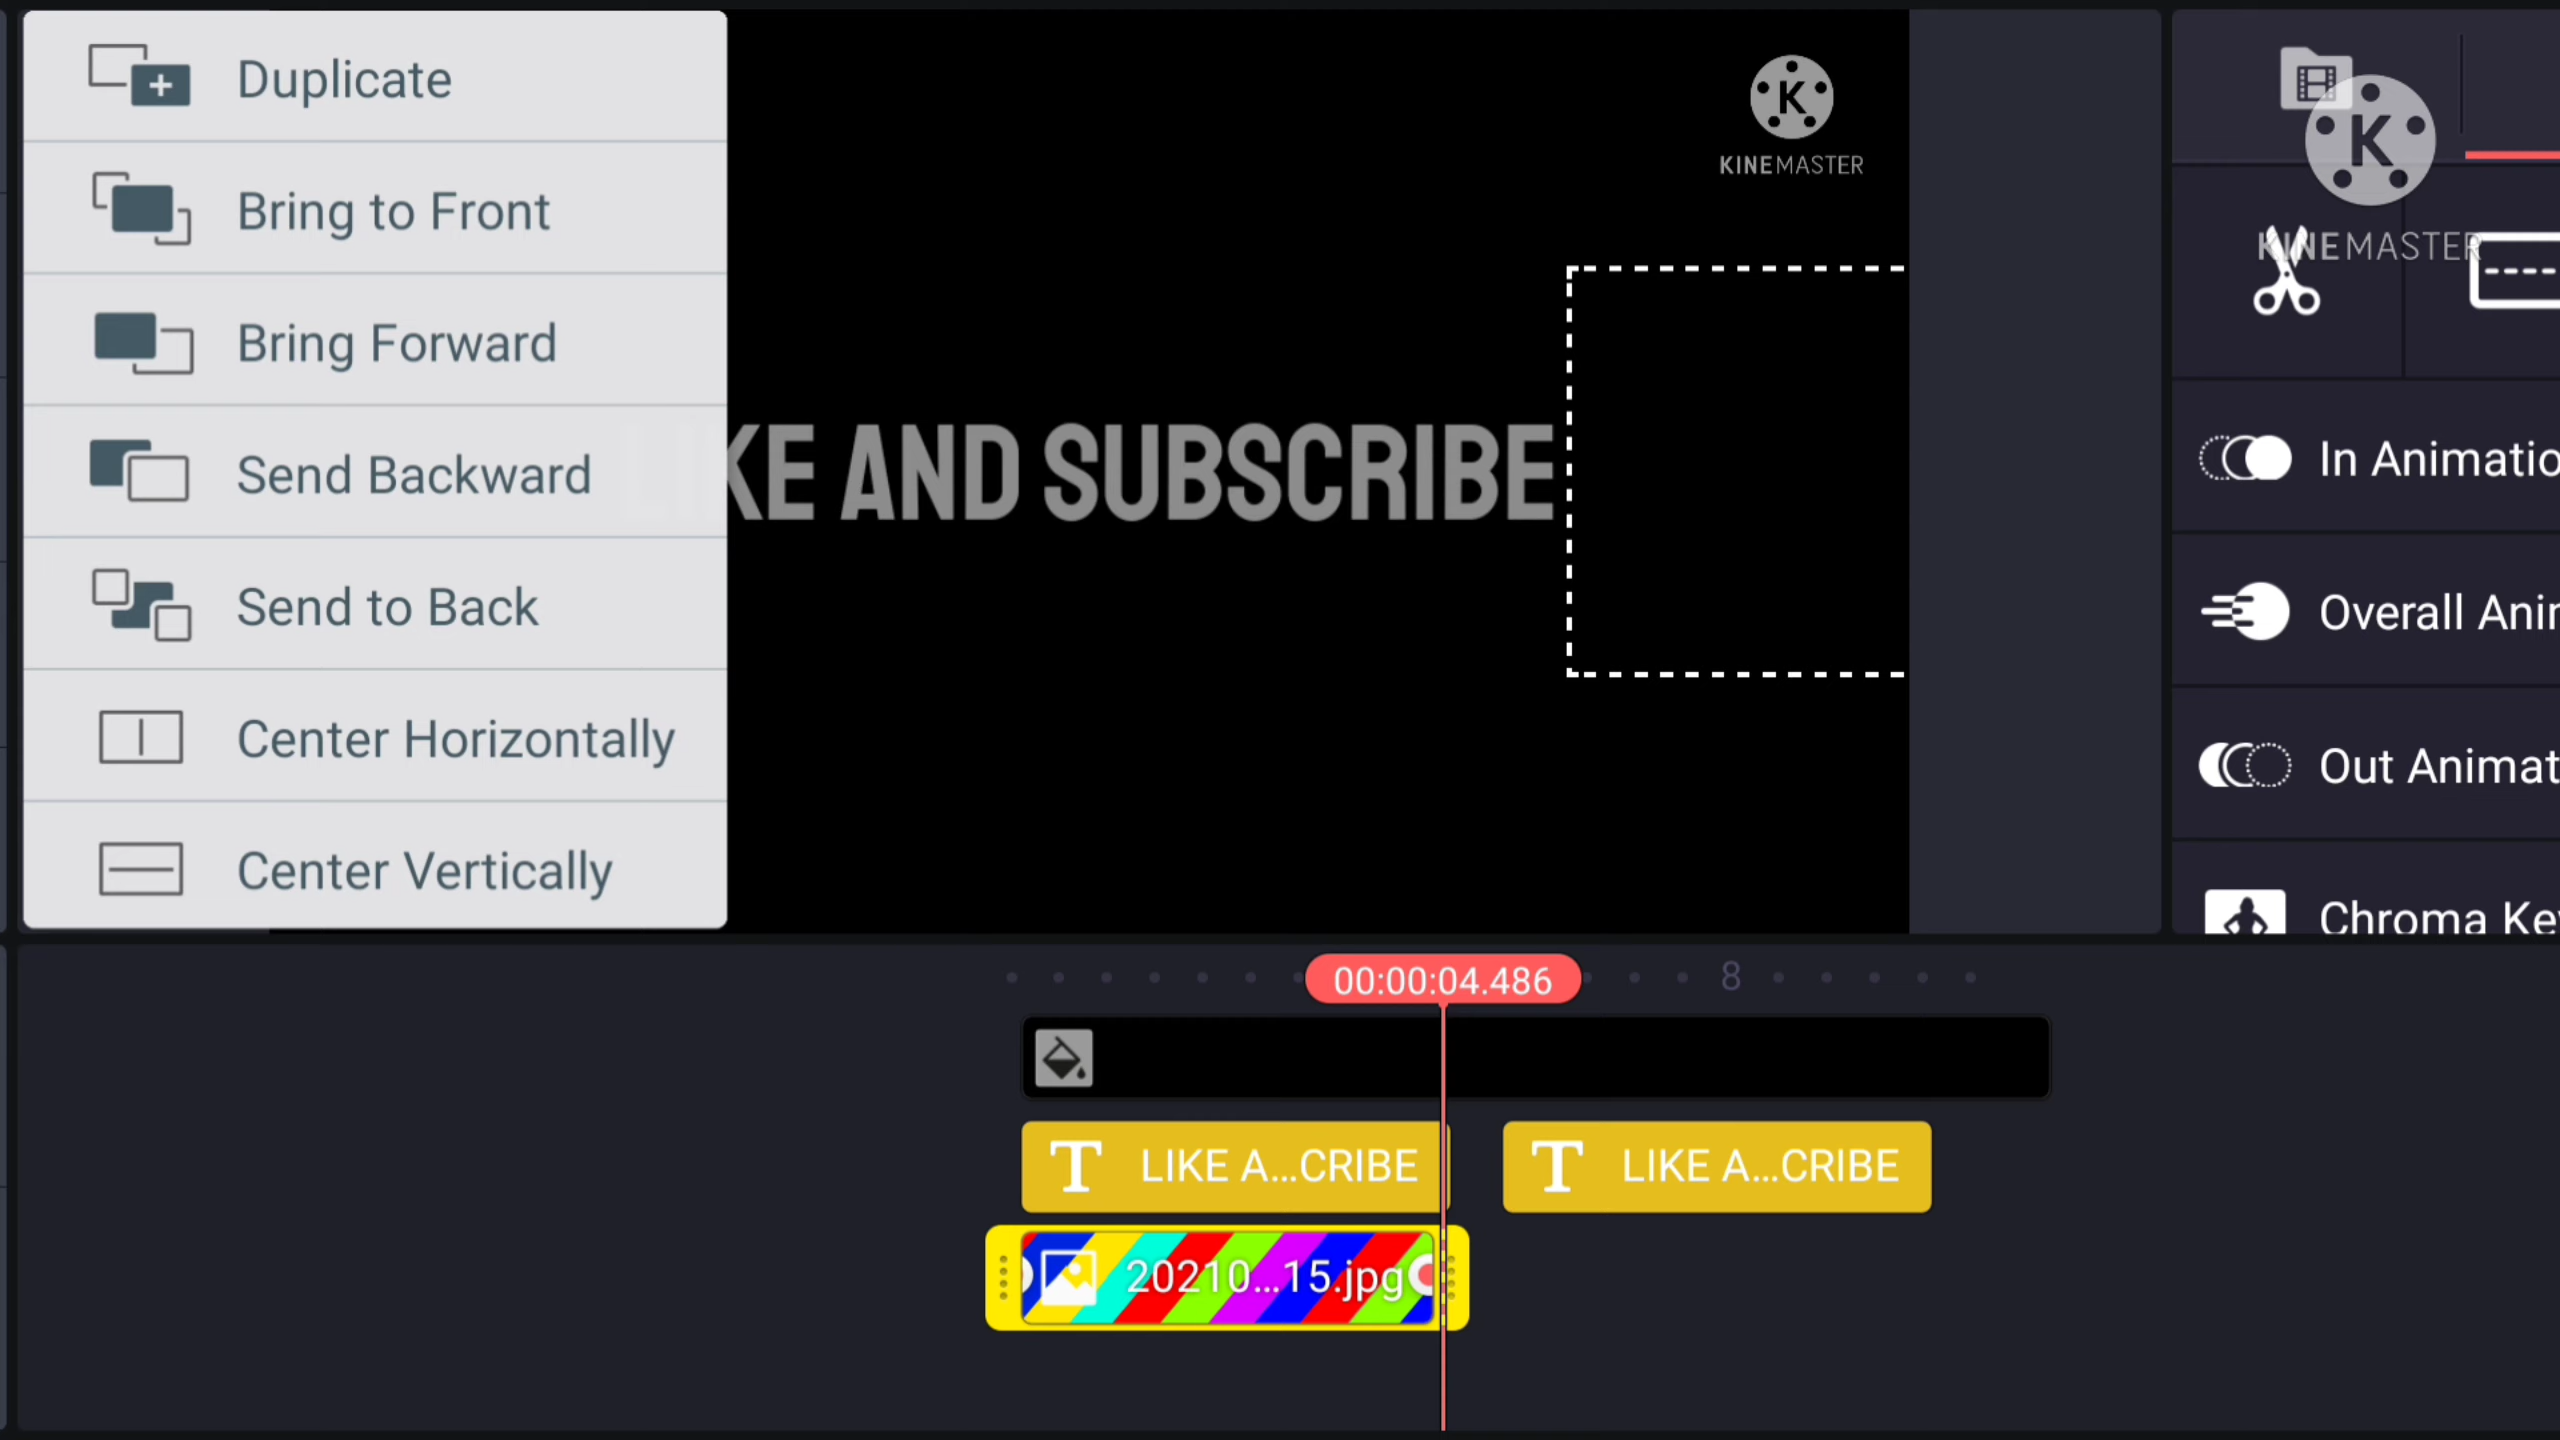 Duplicate
Bring to Front
Bring Forward
Send Backward
Send to Back
Center Horizontally
Center Vertically
K
KINEMASTER
LIKE AND SUBSCRIBE
K
KINEMASTER
In Animatio
Overall Ani
Out Animat
Chroma Ke
00:00:04.486
8
T LIKE A...CRIBE
T LIKE A...CRIBE
20210...15.jpg